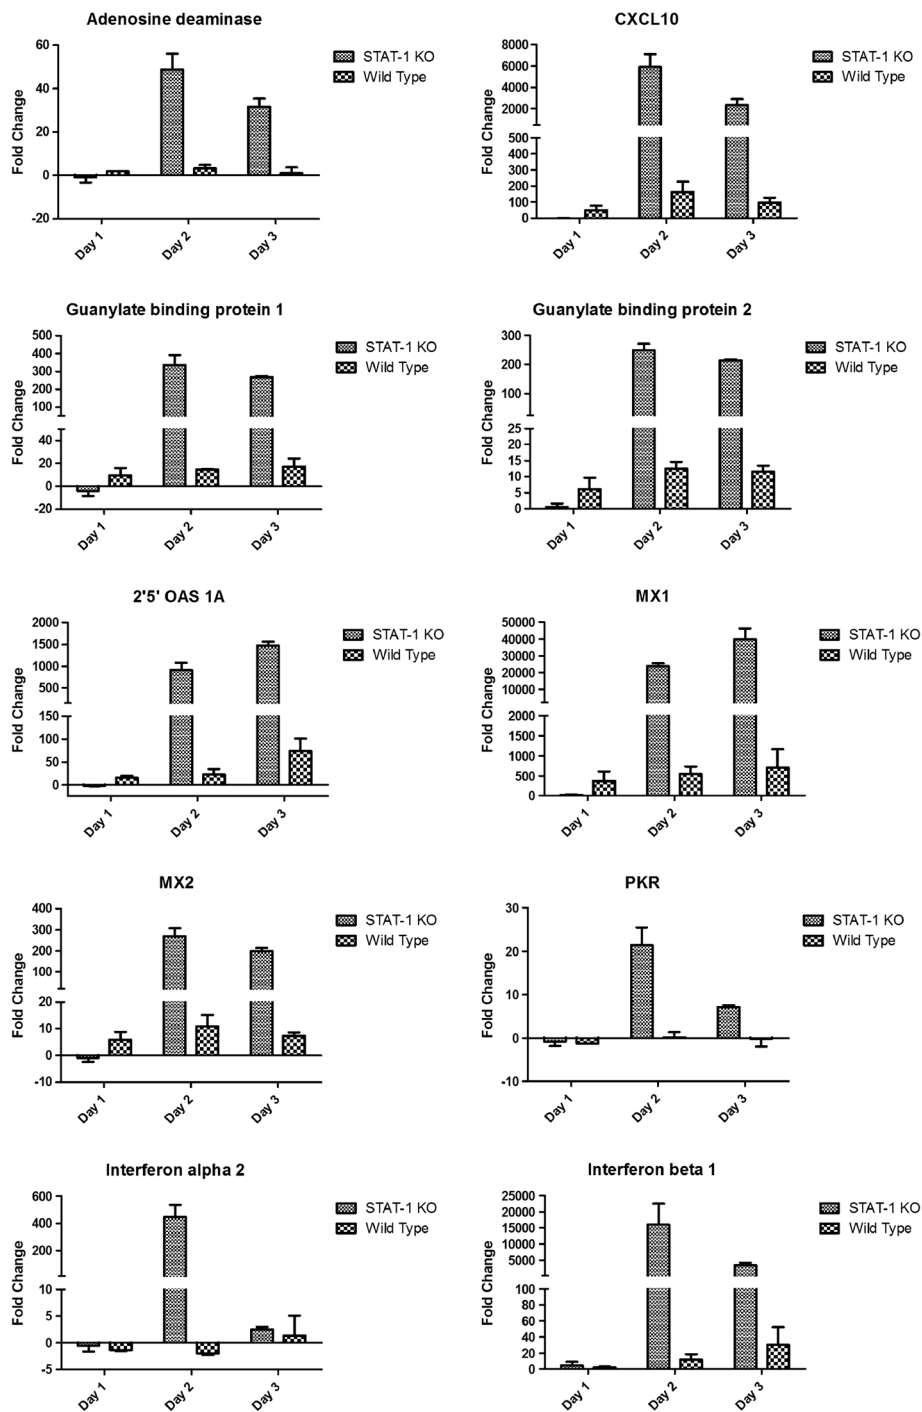 Adenosine deaminase
Fold Change
60
40
20
0
-20
Day 1
Day 2
Day 3
STAT-1 KO
Wild Type
CXCL10
Fold Change
8000
6000
4000
2000
500
400
300
200
100
0
Day 1
Day 2
Day 3
STAT-1 KO
Wild Type
Guanylate binding protein 1
Fold Change
500
400
300
200
100
40
20
0
-20
Day 1
Day 2
Day 3
STAT-1 KO
Wild Type
Guanylate binding protein 2
Fold Change
300
200
100
25
20
15
10
5
0
Day 1
Day 2
Day 3
STAT-1 KO
Wild Type
2'5' OAS 1A
Fold Change
2000
1500
1000
500
150
100
50
0
Day 1
Day 2
Day 3
STAT-1 KO
Wild Type
MX1
Fold Change
50000
40000
30000
20000
10000
2000
1500
1000
500
0
Day 1
Day 2
Day 3
STAT-1 KO
Wild Type
MX2
Fold Change
400
300
200
100
20
10
0
-10
Day 1
Day 2
Day 3
STAT-1 KO
Wild Type
PKR
Fold Change
30
20
10
0
-10
Day 1
Day 2
Day 3
STAT-1 KO
Wild Type
Interferon alpha 2
Fold Change
600
400
200
10
5
0
-5
Day 1
Day 2
Day 3
STAT-1 KO
Wild Type
Interferon beta 1
Fold Change
25000
20000
15000
10000
5000
100
80
60
40
20
0
Day 1
Day 2
Day 3
STAT-1 KO
Wild Type